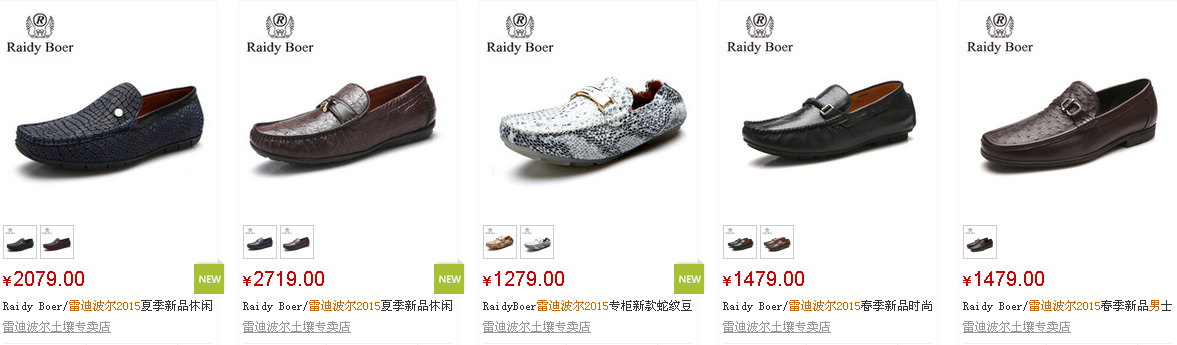 Raidy Boer
Raidy Boer
Raidy Boer
Raidy Boer
Raidy Boer
¥2079.00
NEW
Raidy Boer/雷迪波尔2015夏季新品休闲
雷迪波尔土壤专卖店
¥2719.00
NEW
Raidy Boer/雷迪波尔2015夏季新品休闲
雷迪波尔土壤专卖店
¥1279.00
NEW
RaidyBoer雷迪波尔2015专柜新款蛇纹豆
雷迪波尔土壤专卖店
¥1479.00
Raidy Boer/雷迪波尔2015春季新品时尚
雷迪波尔土壤专卖店
¥1479.00
Raidy Boer/雷迪波尔2015春季新品男士
雷迪波尔土壤专卖店